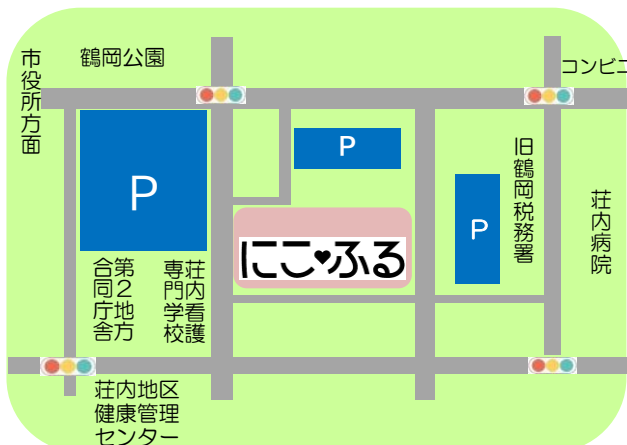 市役所方面
鶴岡公園
コンビニ
P
P
P
旧鶴岡税務署
荘内病院
にこ♥ふる
第2地方
合同庁舎
荘内看護
専門学校
荘内地区
健康管理
センター